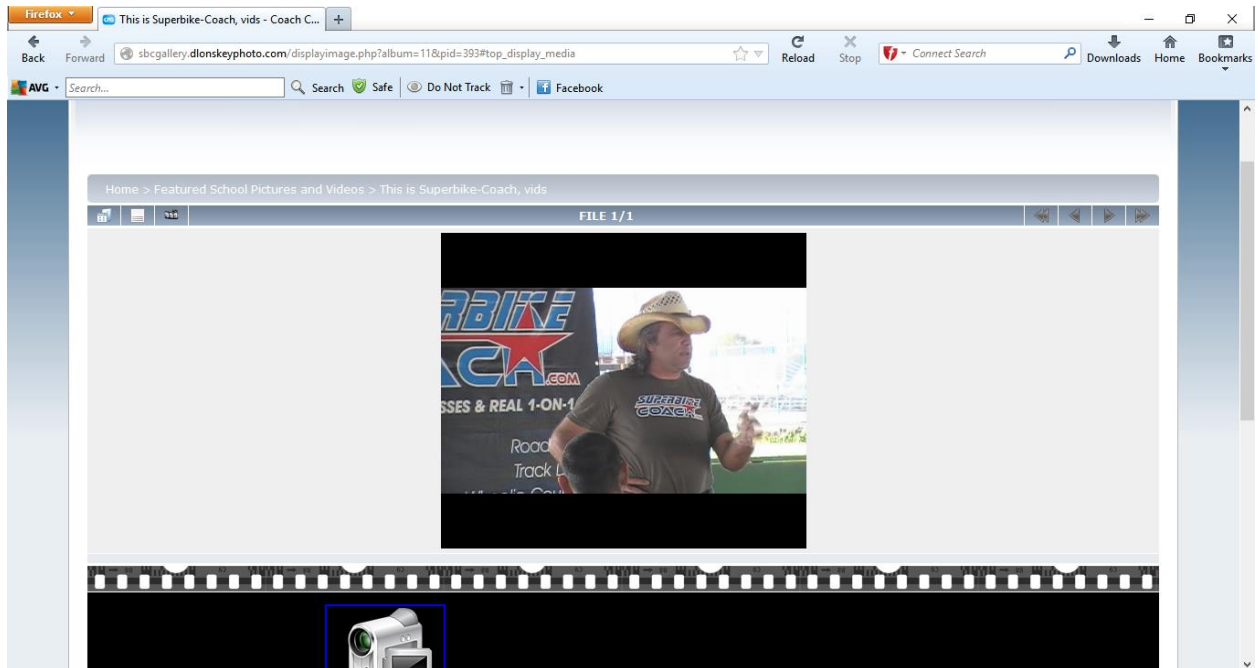 Firefox
This is Superbike-Coach, vids - Coach C...
Back
Forward
sbcgallery.dlonskeyphoto.com/displayimage.php?album=11&pid=393#top_display_media
Reload
Stop
Connect Search
Downloads
Home
Bookmarks
AVG
Search...
Search
Safe
Do Not Track
Facebook
Home > Featured School Pictures and Videos > This is Superbike-Coach, vids
FILE 1/1
RBIKE
ACH.COM
SSES & REAL 1-ON-1
Road
Track
SUPERBIKE
COACH